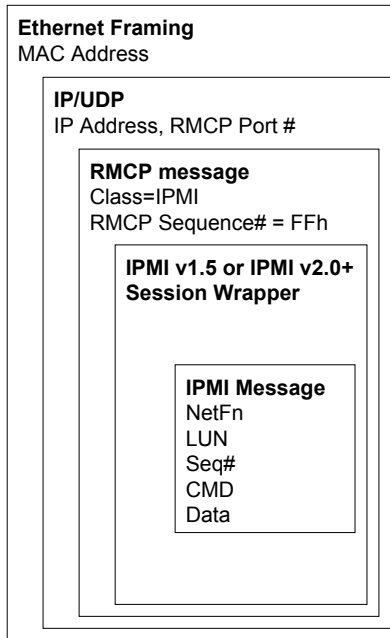 Ethernet Framing
MAC Address
IP/UDP
IP Address, RMCP Port #
RMCP message
Class=IPMI
RMCP Sequence# = FFh
IPMI v1.5 or IPMI v2.0+
Session Wrapper
IPMI Message
NetFn
LUN
Seq#
CMD
Data